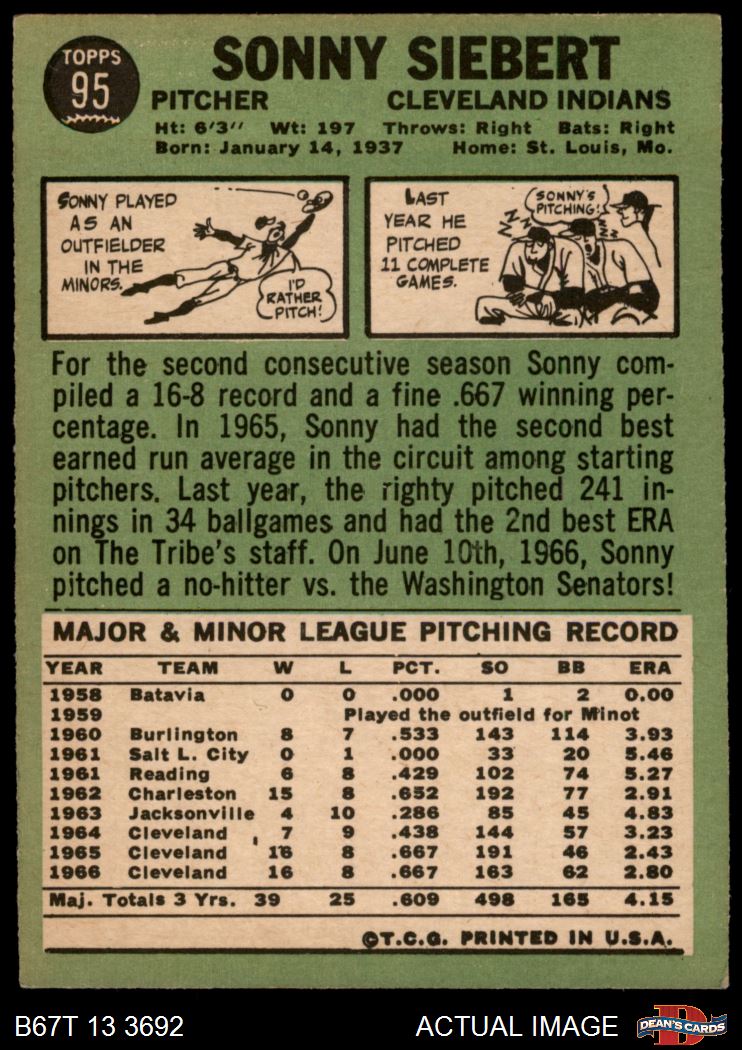 TOPPS
95
SONNY SIEBERT
PITCHER CLEVELAND INDIANS
Ht: 6'3" Wt: 197 Throws: Right Bats: Right
Born: January 14, 1937 Home: St. Louis, Mo.
SONNY PLAYED
AS AN
OUTFIELDER
IN THE
MINORS.
I'D
RATHER
PITCH!
LAST
YEAR HE
PITCHED
11 COMPLETE
GAMES.
SONNY'S
PITCHING!
Z Z Z
Z Z
For the second consecutive season Sonny com-
piled a 16-8 record and a fine .667 winning per-
centage. In 1965, Sonny had the second best
earned run average in the circuit among starting
pitchers. Last year, the righty pitched 241 in-
nings in 34 ballgames and had the 2nd best ERA
on The Tribe's staff. On June 10th, 1966, Sonny
pitched a no-hitter vs. the Washington Senators!
MAJOR & MINOR LEAGUE PITCHING RECORD
YEAR TEAM W L PCT. SO BB ERA
1958 Batavia 0 0 .000 1 2 0.00
1959 Played the outfield for Minot
1960 Burlington 8 7 .533 143 114 3.93
1961 Salt L. City 0 1 .000 33 20 5.46
1961 Reading 6 8 .429 102 74 5.27
1962 Charleston 15 8 .652 192 77 2.91
1963 Jacksonville 4 10 .286 85 45 4.83
1964 Cleveland 7 9 .438 144 57 3.23
1965 Cleveland 16 8 .667 191 46 2.43
1966 Cleveland 16 8 .667 163 62 2.80
Maj. Totals 3 Yrs. 39 25 .609 498 165 4.15
©T.C.G. PRINTED IN U.S.A.
B67T 13 3692 ACTUAL IMAGE
D
DEAN'S CARDS